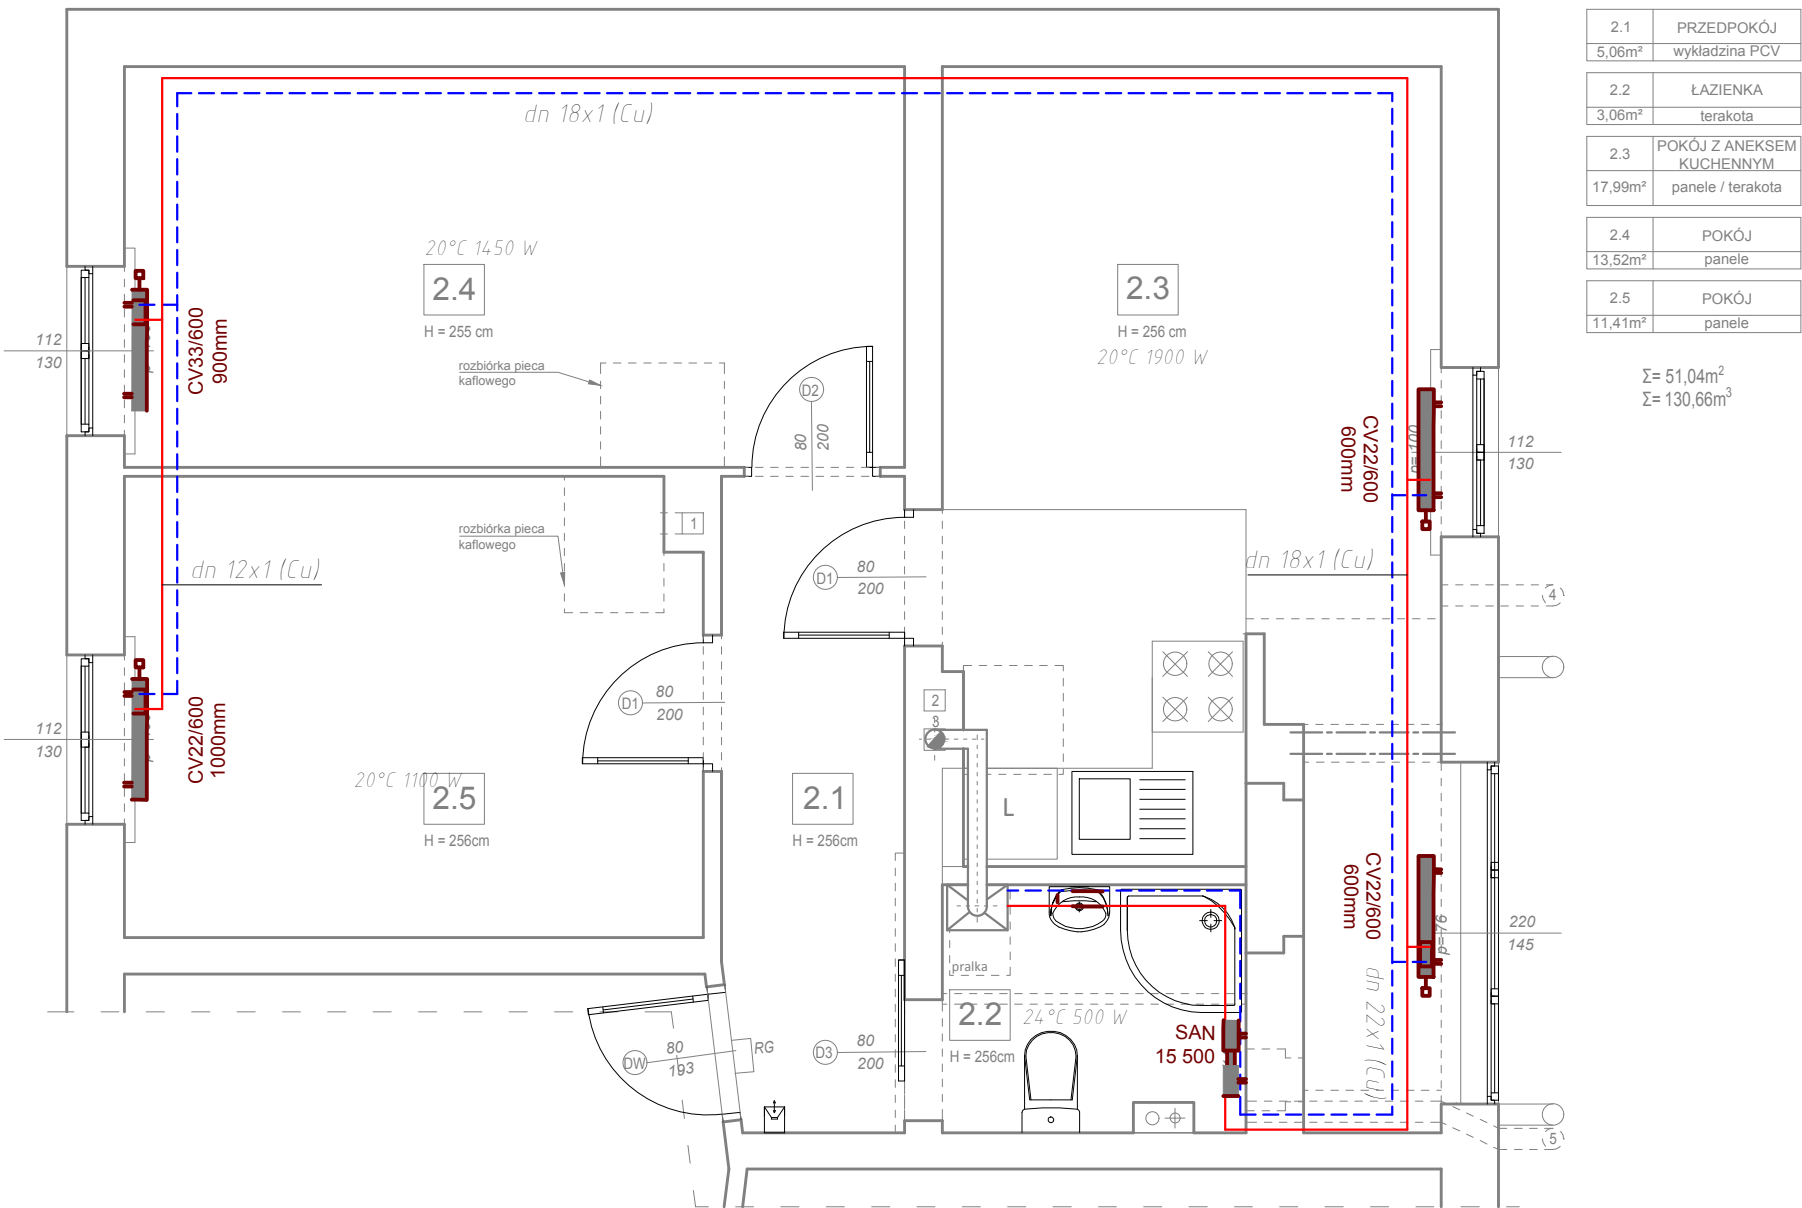 2.1 PRZEDPOKÓJ
5,06m² wykładzina PCV
2.2 ŁAZIENKA
3,06m² terakota
2.3 POKÓJ Z ANEKSEM
KUCHENNYM
17,99m² panele / terakota
2.4 POKÓJ
13,52m² panele
2.5 POKÓJ
11,41m² panele
Σ= 51,04m²
Σ= 130,66m³
dn 18x1 (Cu)
20°C 1450 W
2.4
H = 255 cm
rozbiórka pieca
kaflowego
CV33/600
900mm
112
130
D2
80
200
2.3
H = 256 cm
20°C 1900 W
CV22/600
600mm
p=100
112
130
rozbiórka pieca
kaflowego
1
dn 12x1 (Cu)
D1
80
200
dn 18x1 (Cu)
4
D1
80
200
2
3
CV22/600
1000mm
112
130
20°C 1100 W
2.5
H = 256cm
2.1
H = 256cm
L
CV22/600
600mm
p=76
220
145
pralka
2.2
24°C 500 W
H = 256cm
SAN
15 500
dn 22x1 (Cu)
DW
80
193
RG
D3
80
200
5